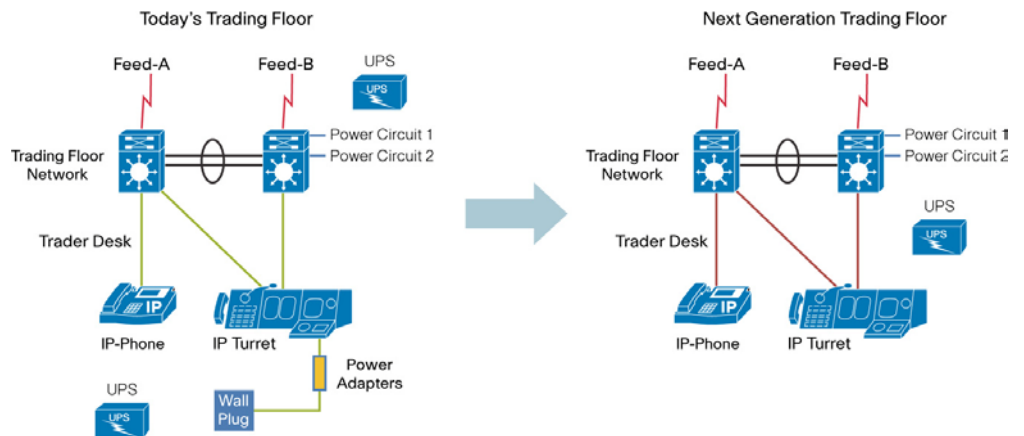 Today's Trading Floor
Feed-A
Feed-B
UPS
UPS
Power Circuit 1
Power Circuit 2
Trading Floor
Network
Trader Desk
IP
IP-Phone
IP Turret
Power
Adapters
UPS
UPS
Wall
Plug
Next Generation Trading Floor
Feed-A
Feed-B
Power Circuit 1
Power Circuit 2
Trading Floor
Network
UPS
UPS
Trader Desk
IP
IP-Phone
IP Turret